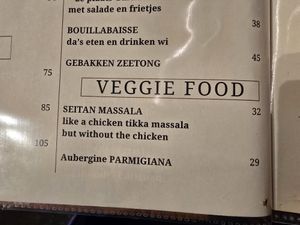 met salade en frietjes
38
BOUILLABAISSE
da's eten en drinken wi
45
GEBAKKEN ZEETONG
75
VEGGIE FOOD
85
SEITAN MASSALA 32
like a chicken tikka massala
but without the chicken
105
Aubergine PARMIGIANA 29